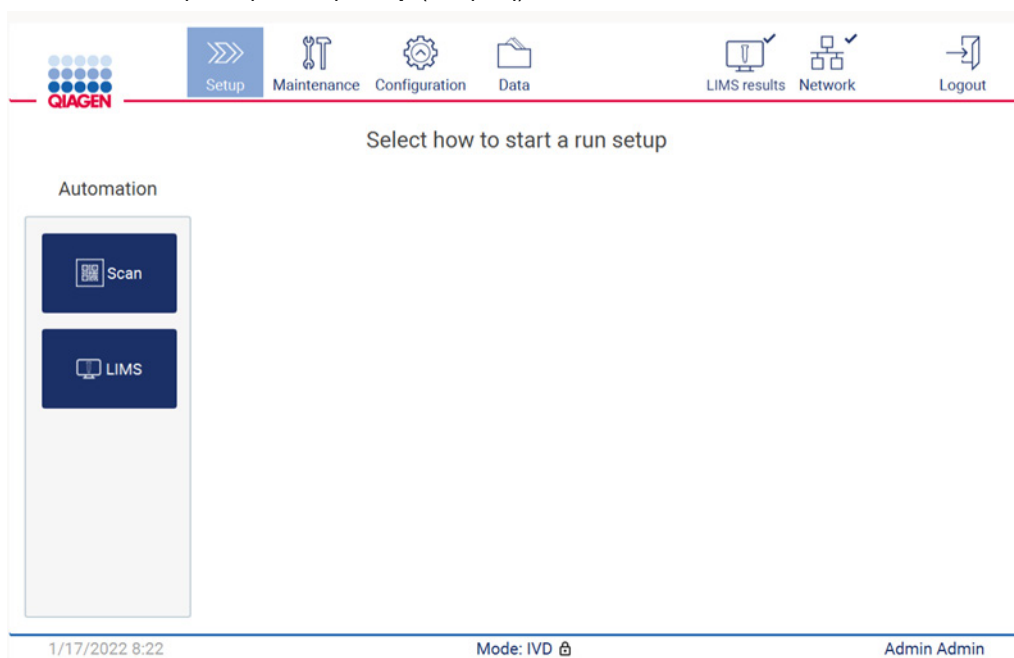 QIAGEN
Setup
Maintenance
Configuration
Data
LIMS results
Network
Logout
Select how to start a run setup
Automation
Scan
LIMS
1/17/2022 8:22
Mode: IVD
Admin Admin